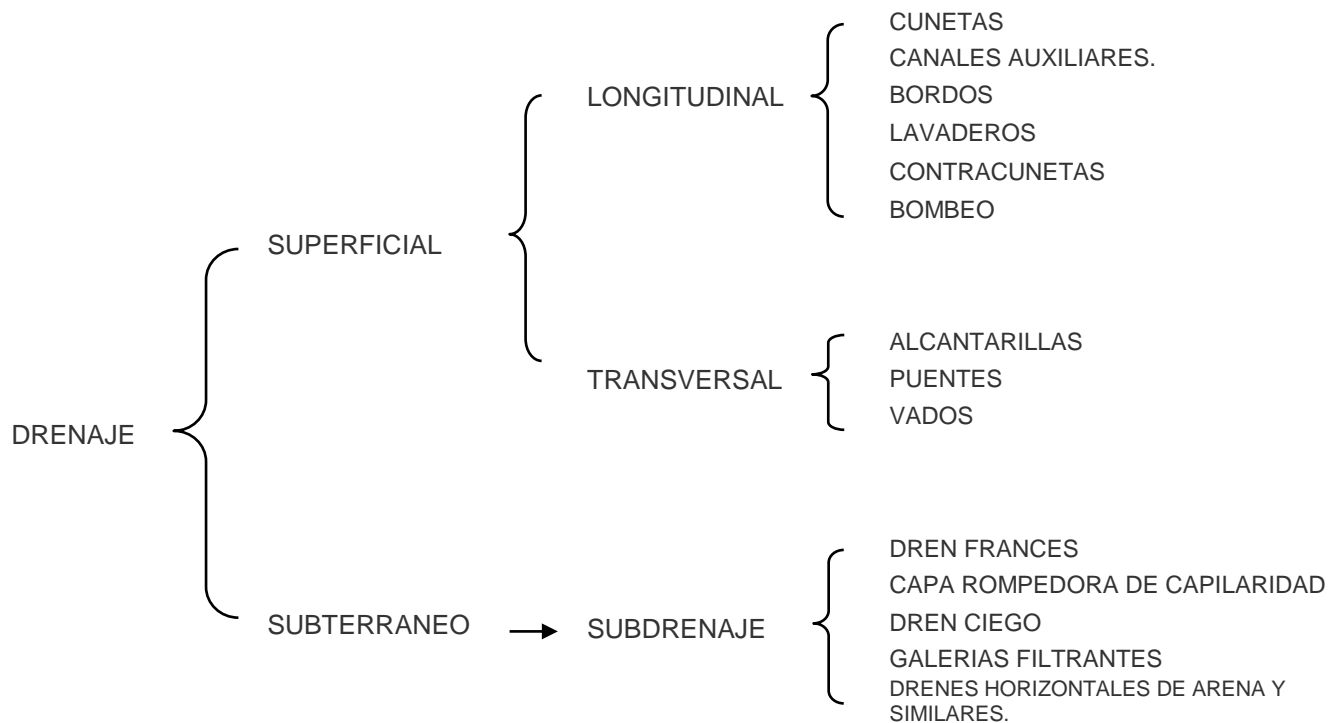 DRENAJE
SUPERFICIAL
LONGITUDINAL
CUNETAS
CANALES AUXILIARES.
BORDOS
LAVADEROS
CONTRACUNETAS
BOMBEO
TRANSVERSAL
ALCANTARILLAS
PUENTES
VADOS
SUBTERRANEO
SUBDRENAJE
DREN FRANCES
CAPA ROMPEDORA DE CAPILARIDAD
DREN CIEGO
GALERIAS FILTRANTES
DRENES HORIZONTALES DE ARENA Y
SIMILARES.